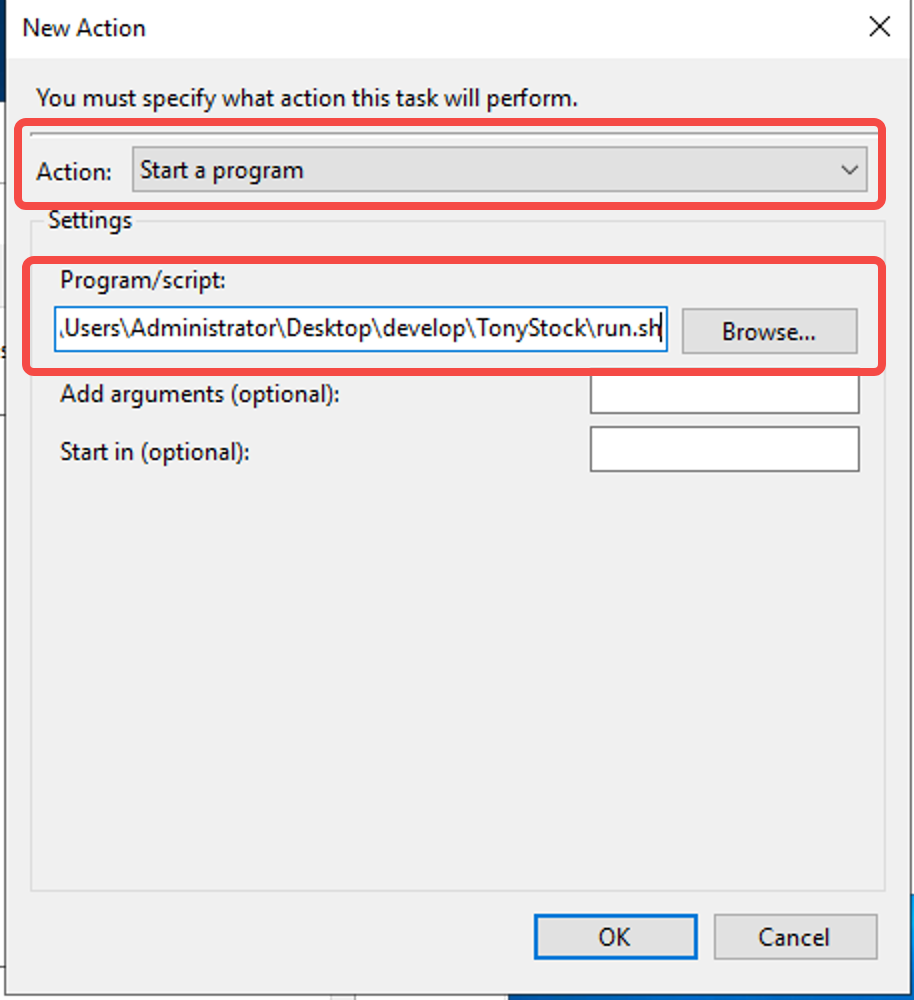 New Action
You must specify what action this task will perform.
Action: Start a program
Settings
Program/script:
\Users\Administrator\Desktop\develop\TonyStock\run.sh Browse...
Add arguments (optional):
Start in (optional):
OK Cancel